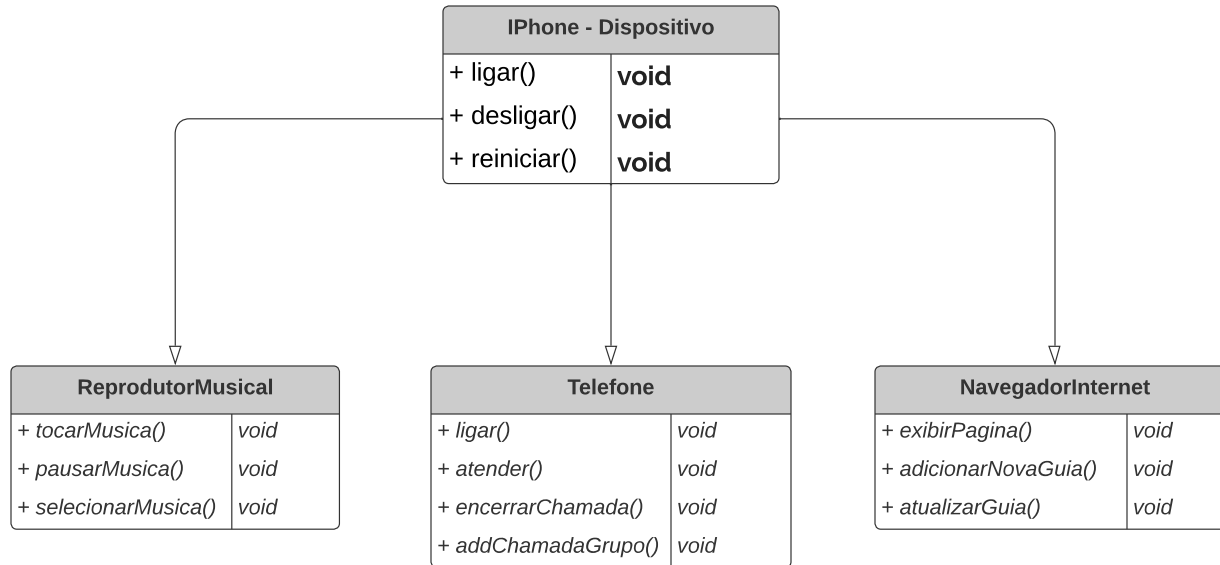 IPhone - Dispositivo
+ ligar() void
+ desligar() void
+ reiniciar() void
ReprodutorMusical
+ tocarMusica() void
+ pausarMusica() void
+ selecionarMusica() void
Telefone
+ ligar() void
+ atender() void
+ encerrarChamada() void
+ addChamadaGrupo() void
NavegadorInternet
+ exibirPagina() void
+ adicionarNovaGuia() void
+ atualizarGuia() void